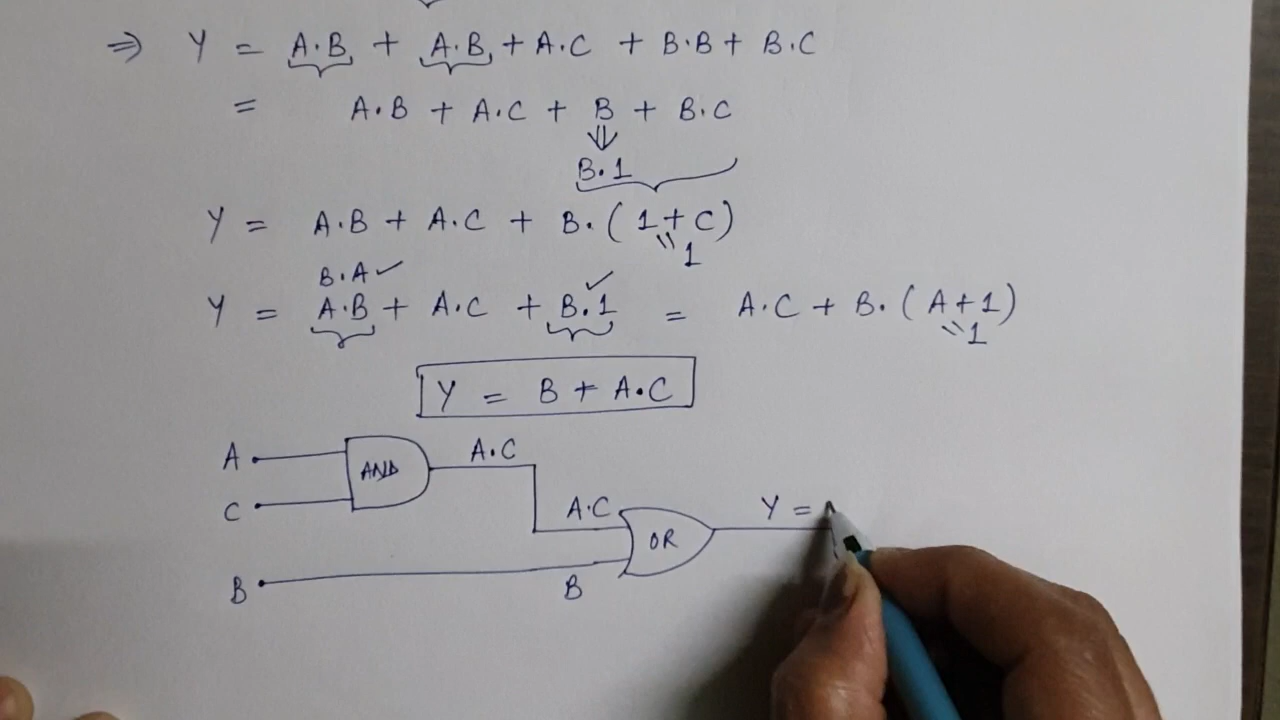 ⇒ Y = A·B + A·B + A·C + B·B + B·C
= A·B + A·C + B + B·C
⇓
B·1
Y = A·B + A·C + B·(1+C)
" 1
B·A ✓ ✓
Y = A·B + A·C + B·1 = A·C + B·(A+1)
" 1
Y = B + A·C
A AND A·C
C A·C Y =
OR
B B